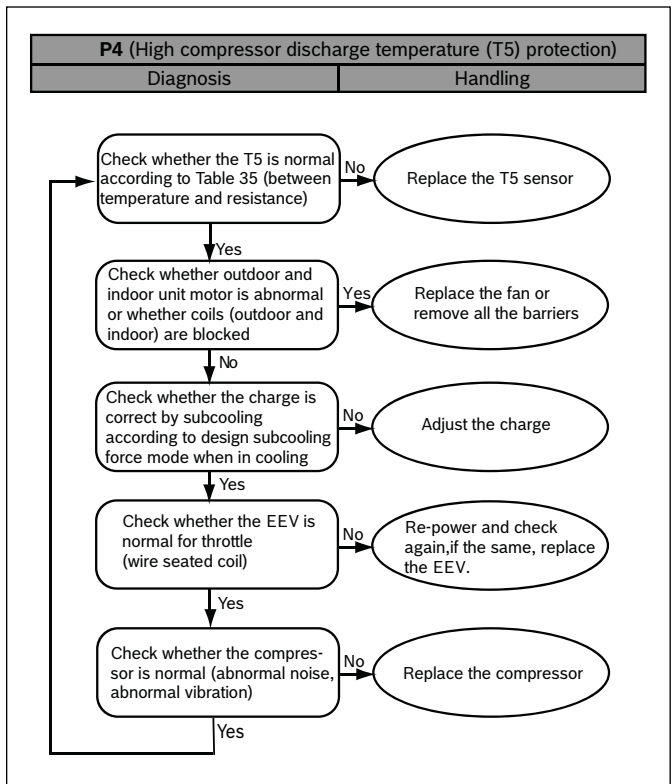 P4 (High compressor discharge temperature (T5) protection)
Diagnosis
Handling
Check whether the T5 is normal
according to Table 35 (between
temperature and resistance)
No
Replace the T5 sensor
Yes
Check whether outdoor and
indoor unit motor is abnormal
or whether coils (outdoor and
indoor) are blocked
Yes
Replace the fan or
remove all the barriers
No
Check whether the charge is
correct by subcooling
according to design subcooling
force mode when in cooling
No
Adjust the charge
Yes
Check whether the EEV is
normal for throttle
(wire seated coil)
No
Re-power and check
again,if the same, replace
the EEV.
Yes
Check whether the compres-
sor is normal (abnormal noise,
abnormal vibration)
No
Replace the compressor
Yes